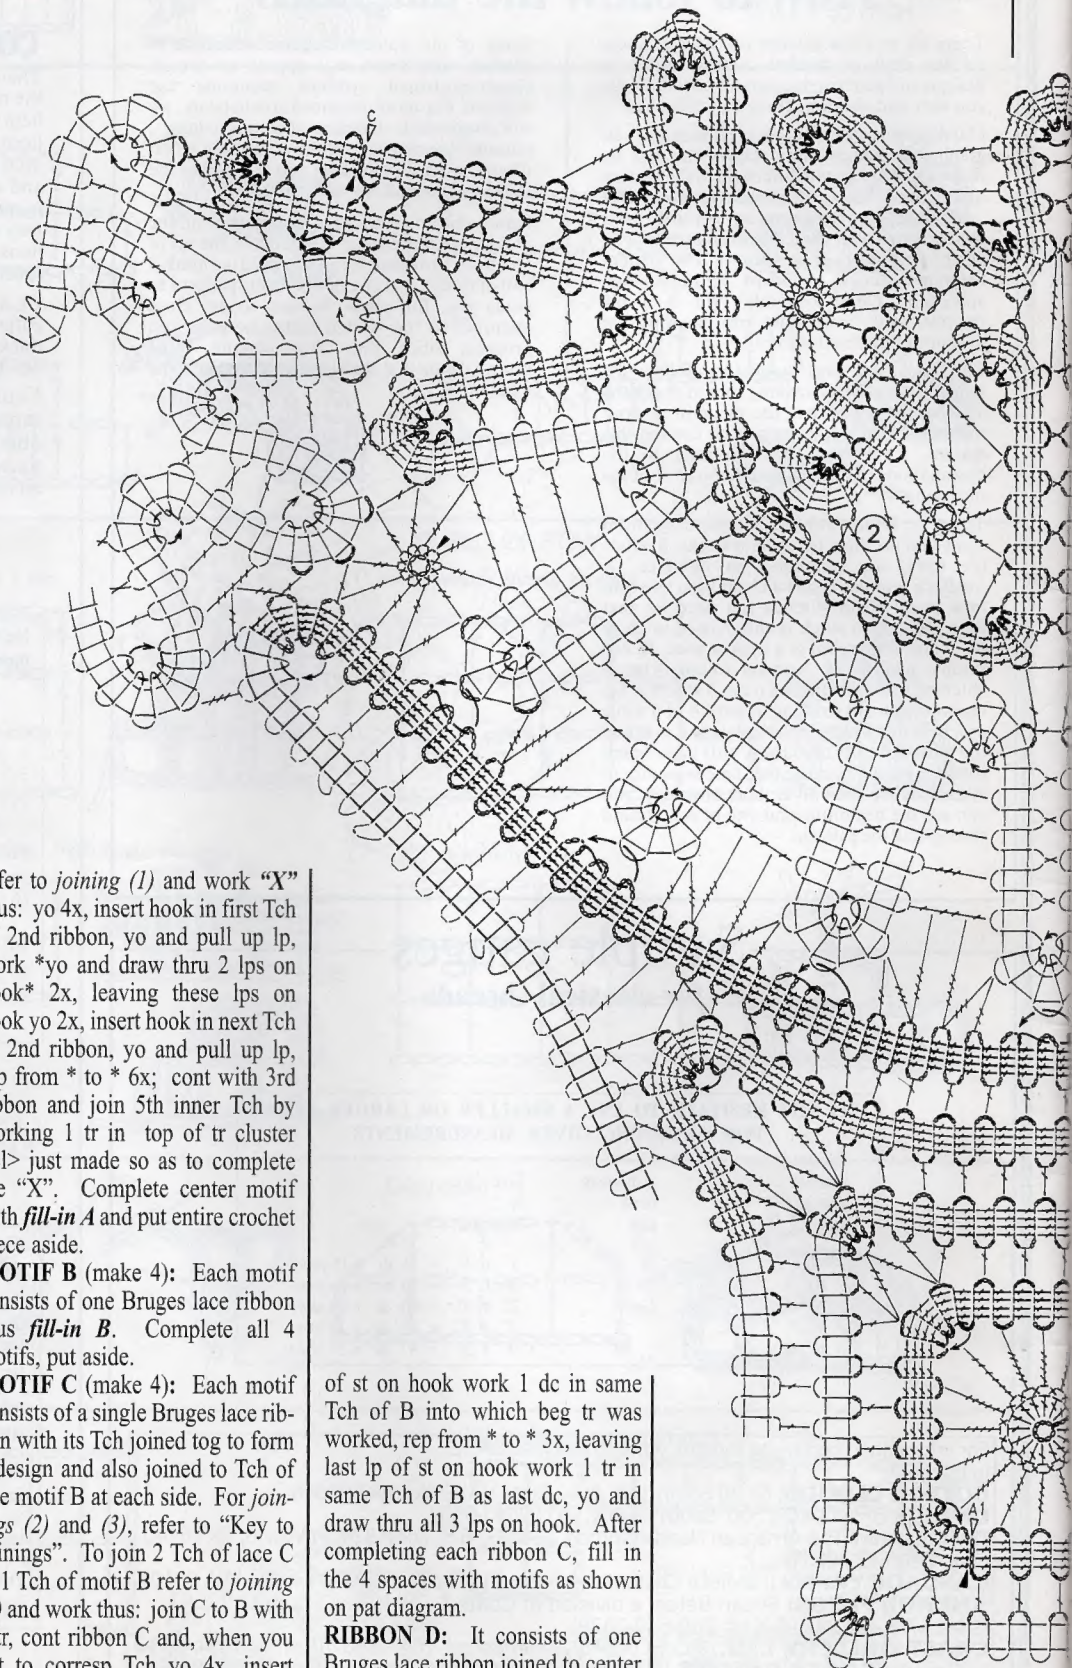 C
2
A1
fer to joining (1) and work “X”
us: yo 4x, insert hook in first Tch
2nd ribbon, yo and pull up lp,
ork *yo and draw thru 2 lps on
ook* 2x, leaving these lps on
ok yo 2x, insert hook in next Tch
2nd ribbon, yo and pull up lp,
p from * to * 6x; cont with 3rd
bon and join 5th inner Tch by
orking 1 tr in top of tr cluster
l> just made so as to complete
e “X”. Complete center motif
th fill-in A and put entire crochet
ece aside.
OTIF B (make 4): Each motif
nsists of one Bruges lace ribbon
us fill-in B. Complete all 4
otifs, put aside.
OTIF C (make 4): Each motif
nsists of a single Bruges lace rib-
n with its Tch joined tog to form
design and also joined to Tch of
e motif B at each side. For join-
gs (2) and (3), refer to “Key to
inings”. To join 2 Tch of lace C
1 Tch of motif B refer to joining
) and work thus: join C to B with
tr, cont ribbon C and, when you
t to corresp Tch yo 4x, insert
of st on hook work 1 dc in same
Tch of B into which beg tr was
worked, rep from * to * 3x, leaving
last lp of st on hook work 1 tr in
same Tch of B as last dc, yo and
draw thru all 3 lps on hook. After
completing each ribbon C, fill in
the 4 spaces with motifs as shown
on pat diagram.
RIBBON D: It consists of one
Bruges lace ribbon joined to center